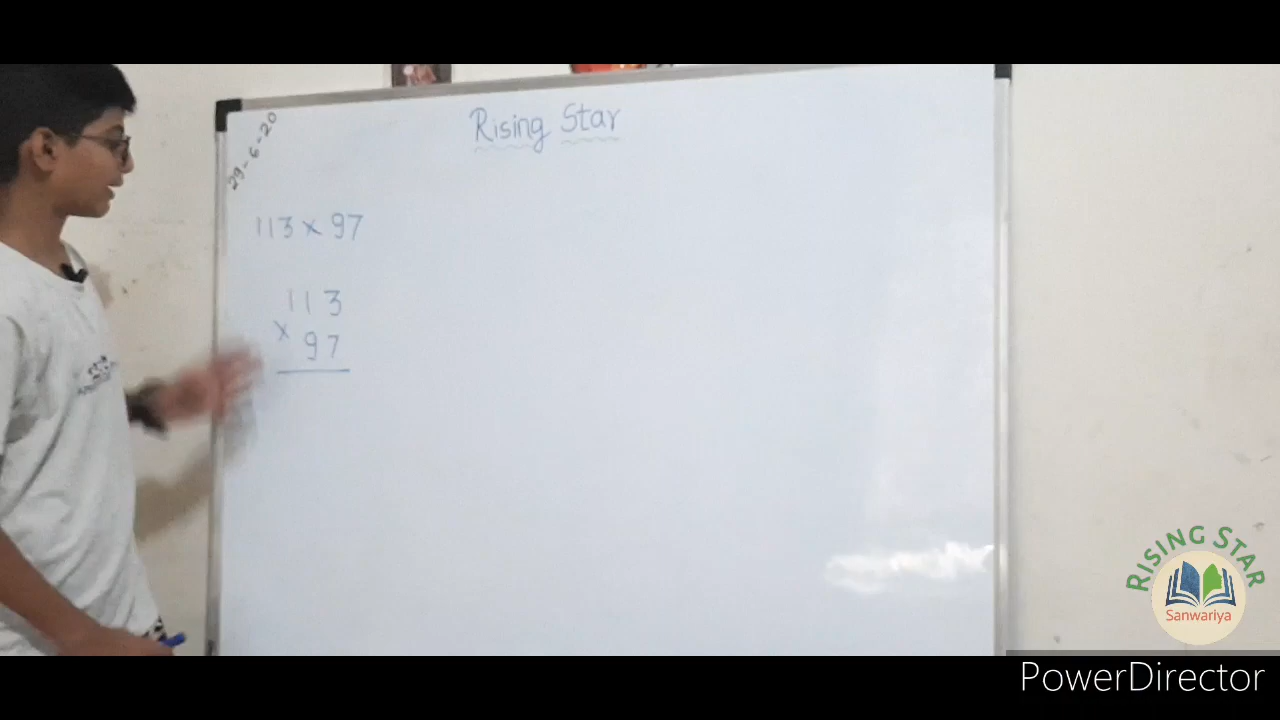 Rising Star
29-6-20
113 × 97
113
× 97
RISING STAR
Sanwariya
PowerDirector